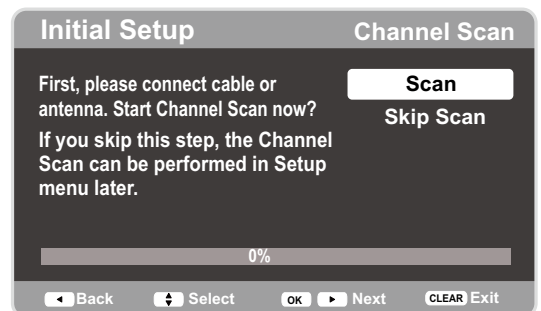 Initial Setup Channel Scan
First, please connect cable or
antenna. Start Channel Scan now?
If you skip this step, the Channel
Scan can be performed in Setup
menu later.
Scan
Skip Scan
0%
Back Select OK Next CLEAR Exit